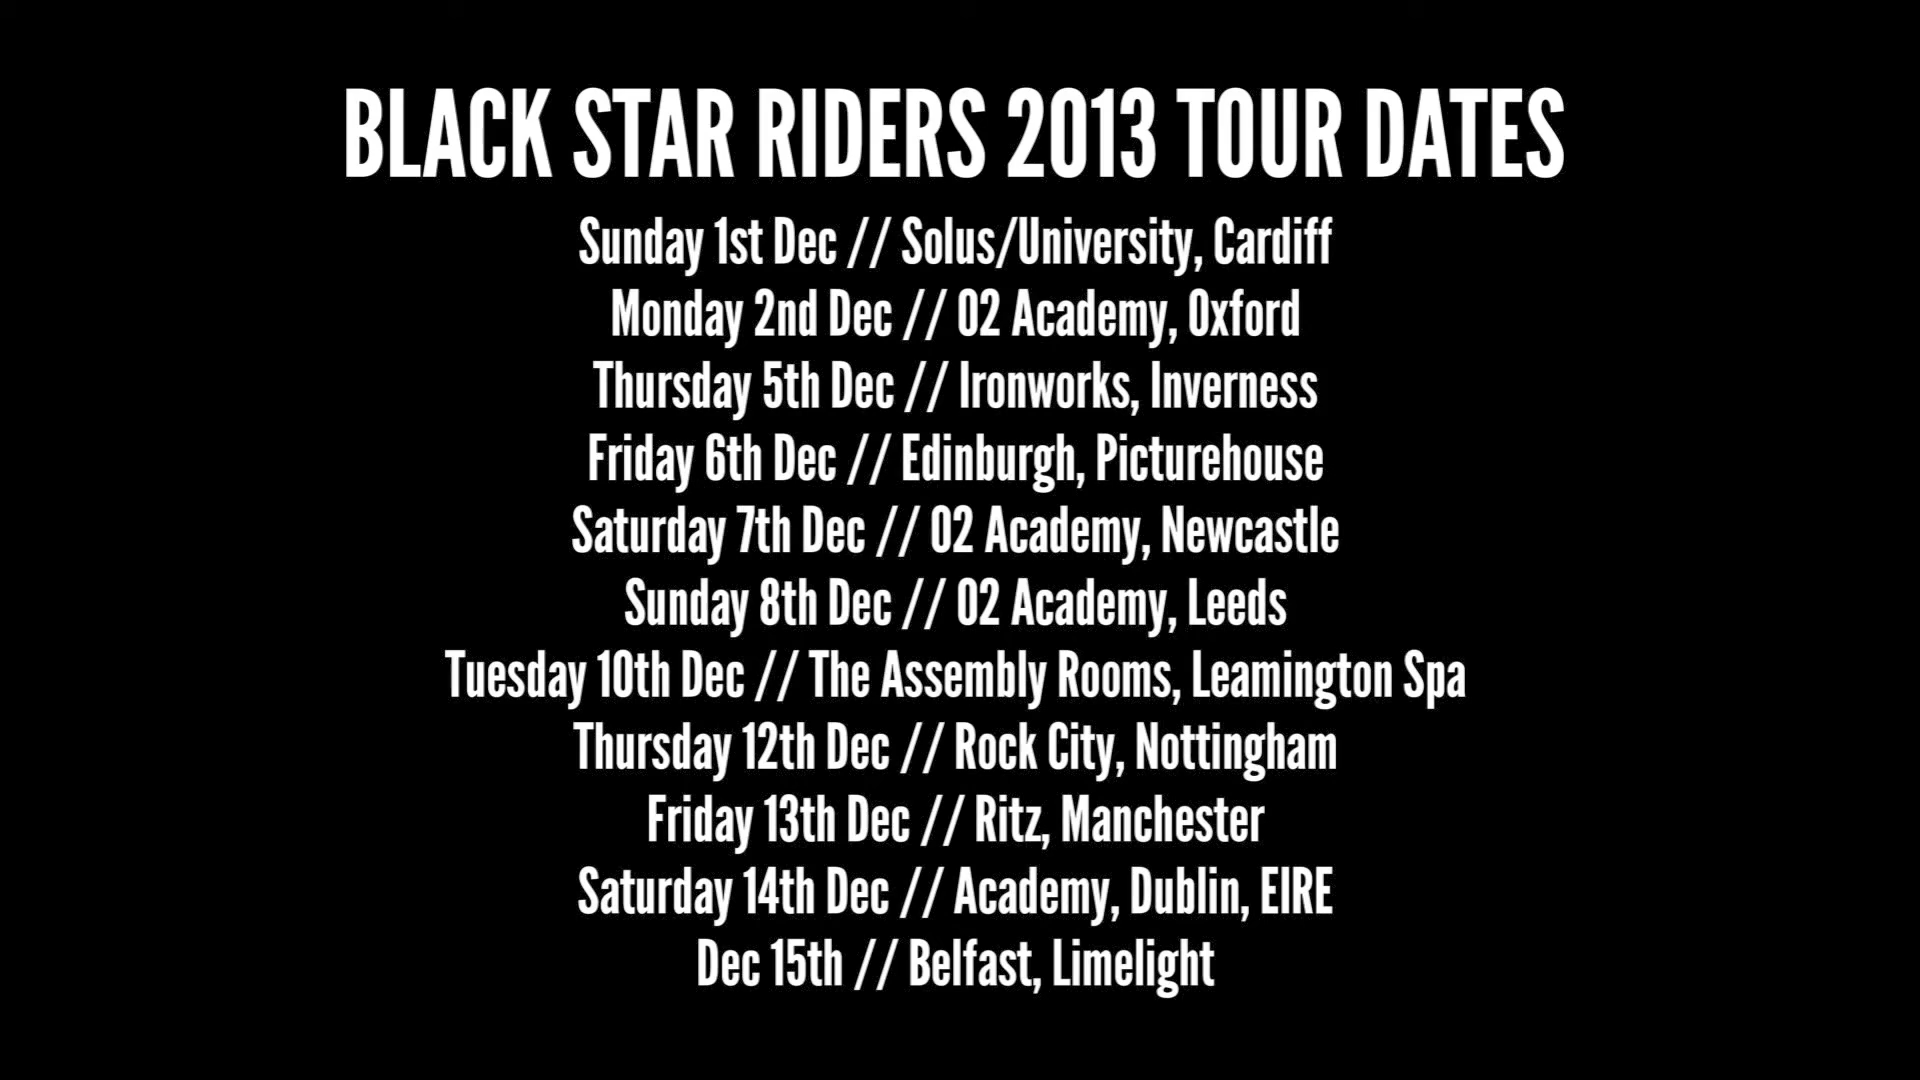 BLACK STAR RIDERS 2013 TOUR DATES
Sunday 1st Dec // Solus/University, Cardiff
Monday 2nd Dec // O2 Academy, Oxford
Thursday 5th Dec // Ironworks, Inverness
Friday 6th Dec // Edinburgh, Picturehouse
Saturday 7th Dec // O2 Academy, Newcastle
Sunday 8th Dec // O2 Academy, Leeds
Tuesday 10th Dec // The Assembly Rooms, Leamington Spa
Thursday 12th Dec // Rock City, Nottingham
Friday 13th Dec // Ritz, Manchester
Saturday 14th Dec // Academy, Dublin, EIRE
Dec 15th // Belfast, Limelight